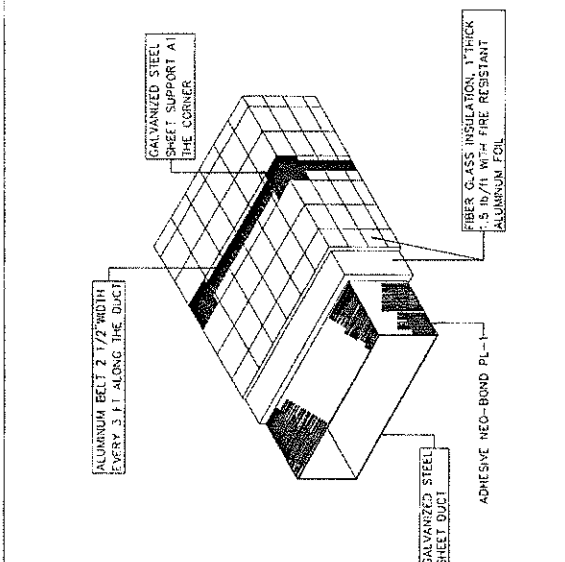 ALUMINUM BELT 2 1/2"WIDTH
EVERY 3 FT ALONG THE DUCT
GALVANIZED STEEL
SHEET SUPPORT AT
THE CORNER
GALVANIZED STEEL
SHEET DUCT
ADHESIVE NEO-BOND PL-1
FIBER GLASS INSULATION, 1"THICK
1.5 lb/ft WITH FIRE RESISTANT
ALUMINUM FOIL